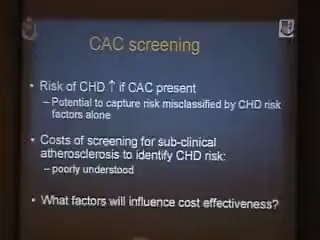 CAC screening
• Risk of CHD ↑ if CAC present
– Potential to capture risk misclassified by CHD risk
factors alone
• Costs of screening for sub-clinical
atherosclerosis to identify CHD risk:
– poorly understood
• What factors will influence cost effectiveness?